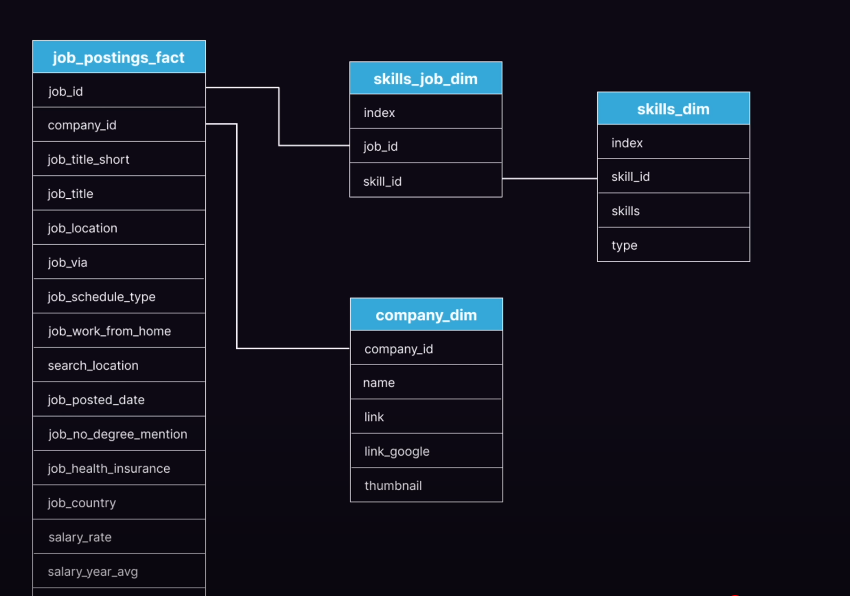 job_postings_fact
job_id
company_id
job_title_short
job_title
job_location
job_via
job_schedule_type
job_work_from_home
search_location
job_posted_date
job_no_degree_mention
job_health_insurance
job_country
salary_rate
salary_year_avg
skills_job_dim
index
job_id
skill_id
skills_dim
index
skill_id
skills
type
company_dim
company_id
name
link
link_google
thumbnail